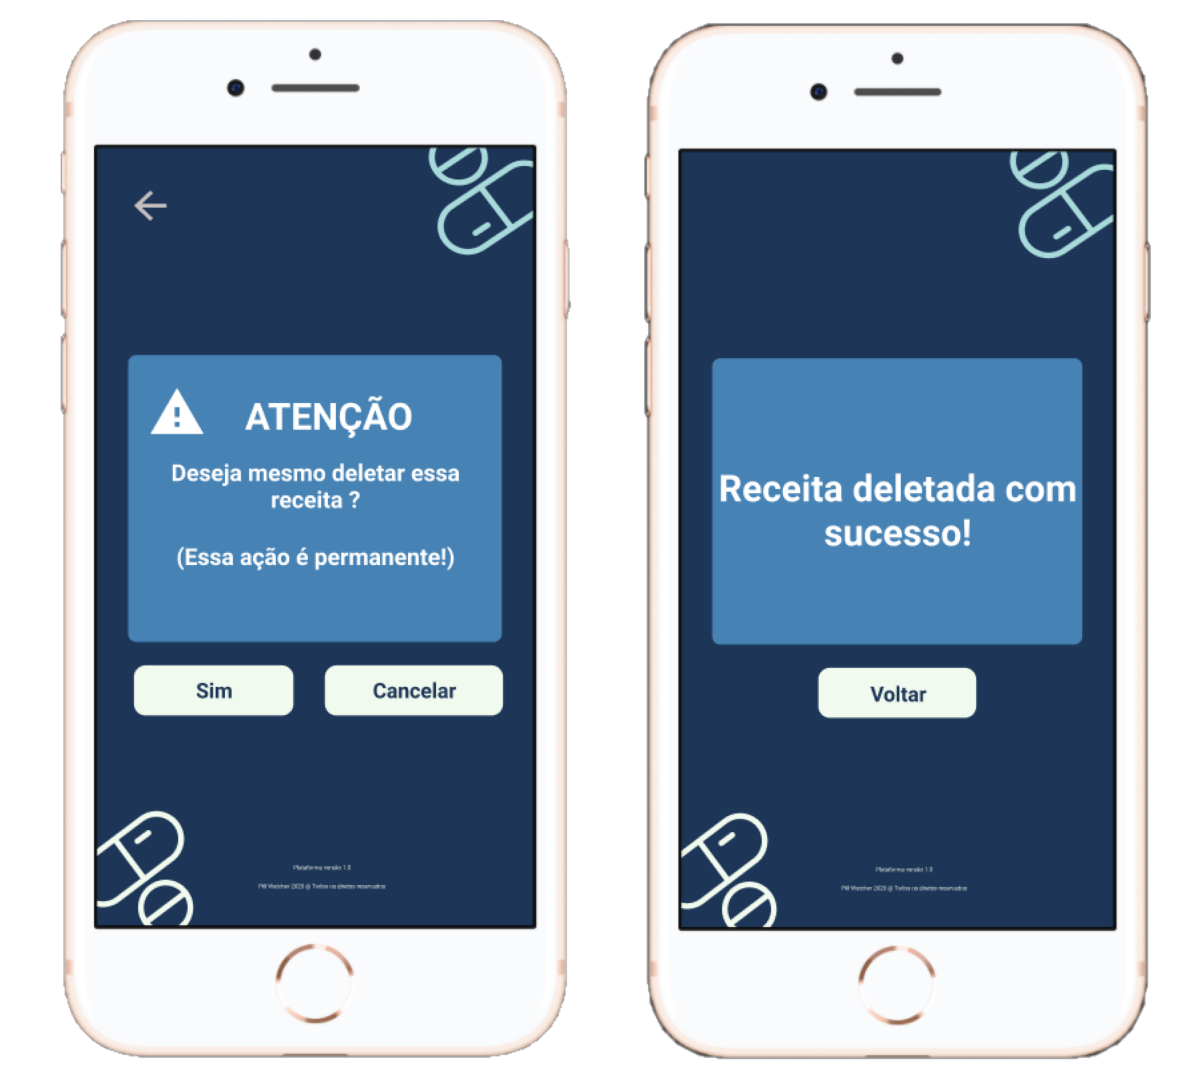 ATENÇÃO
Deseja mesmo deletar essa
receita ?
(Essa ação é permanente!)
Sim
Cancelar
Plataforma versão 1.0
Pill Watcher 2023 @ Todos os direitos reservados
Receita deletada com
sucesso!
Voltar
Plataforma versão 1.0
Pill Watcher 2023 @ Todos os direitos reservados